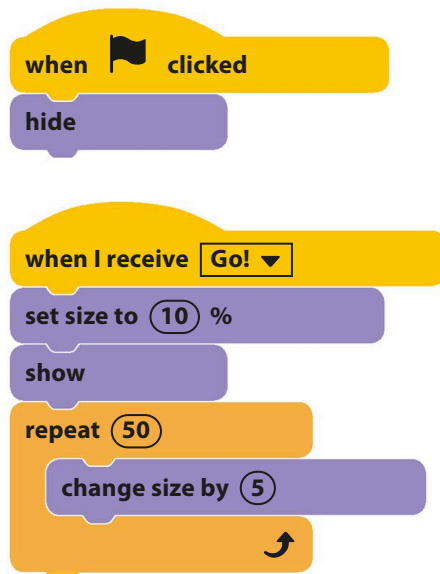 when clicked
hide
when I receive Go!
set size to 10 %
show
repeat 50
change size by 5